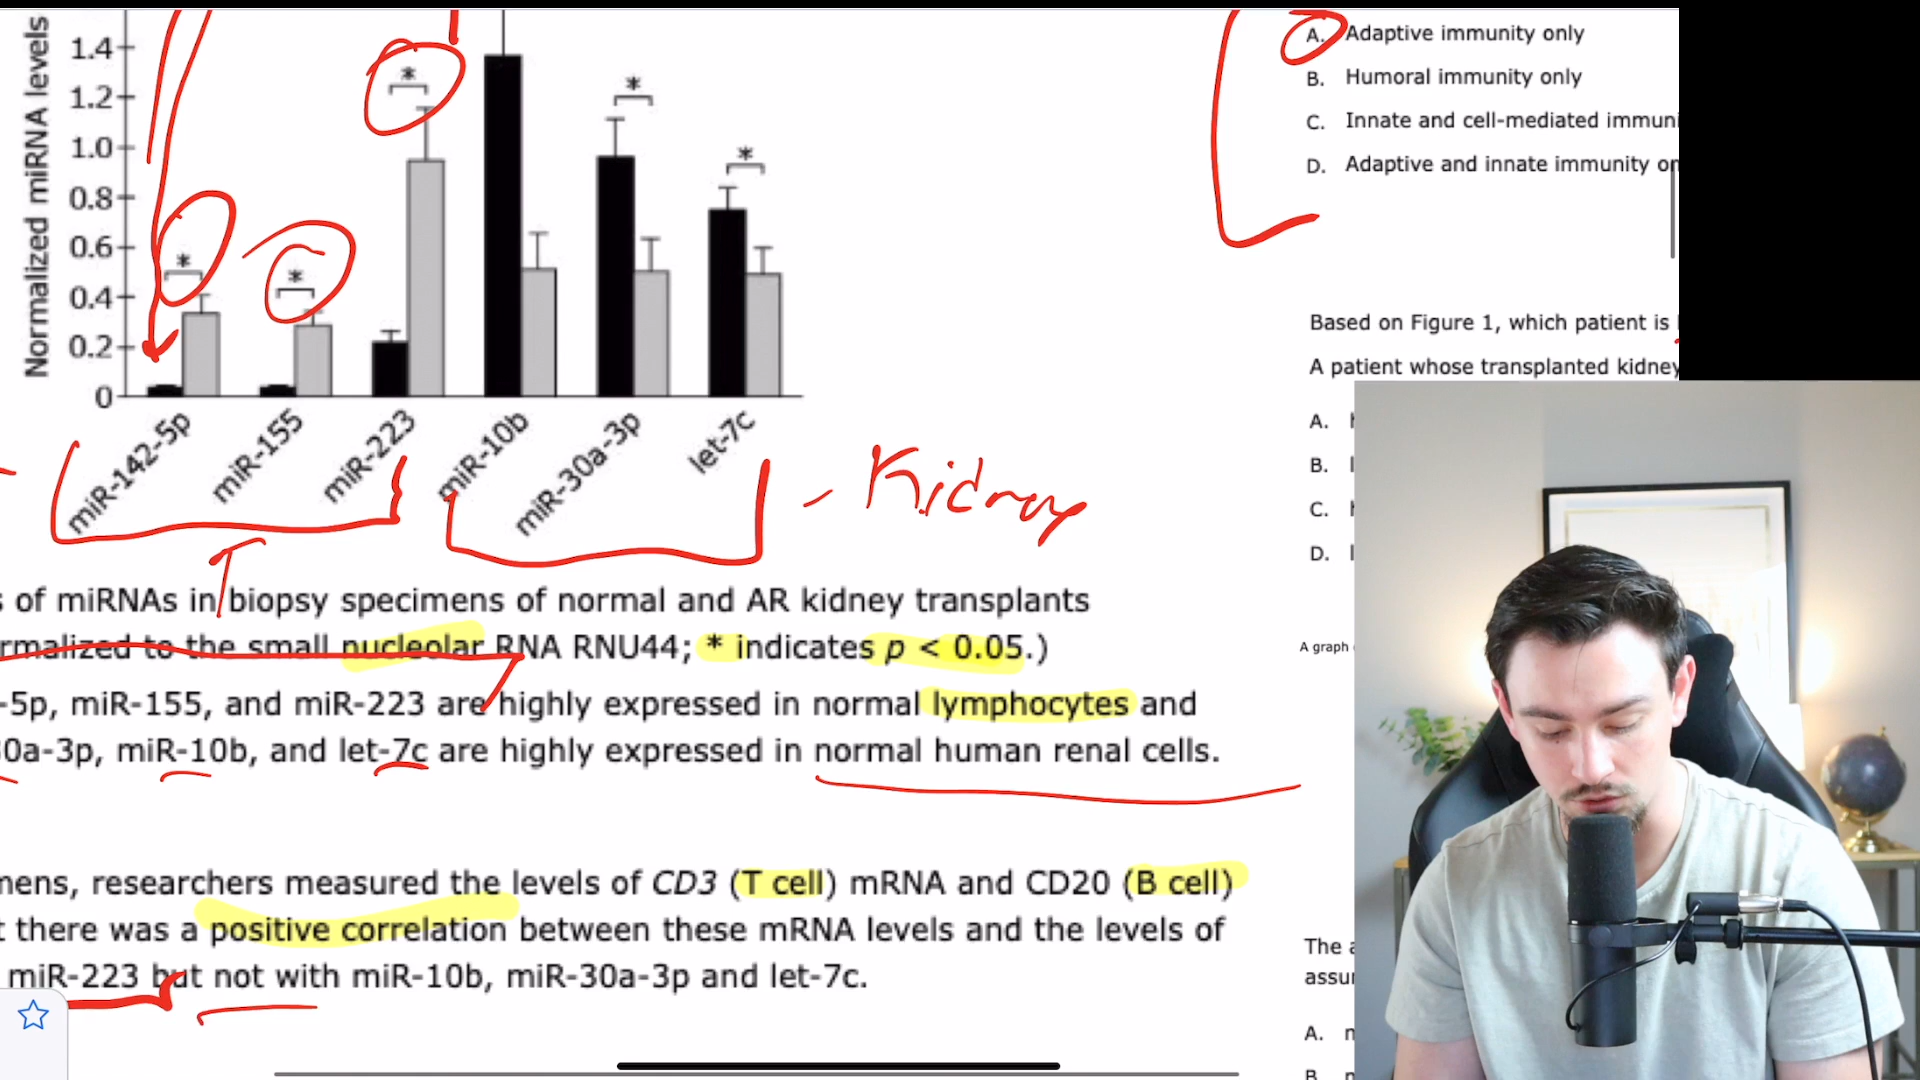 Normalized miRNA levels
1.4
1.2
1.0
0.8
0.6
0.4
0.2
0
*
*
*
*
*
miR-142-5p
miR-155
miR-223
miR-10b
miR-30a-3p
let-7c
- Kidney
T
of miRNAs in biopsy specimens of normal and AR kidney transplants
to the small nucleolar RNA RNU44; * indicates p < 0.05.)
-5p, miR-155, and miR-223 are highly expressed in normal lymphocytes and
0a-3p, miR-10b, and let-7c are highly expressed in normal human renal cells.
researchers measured the levels of CD3 (T cell) mRNA and CD20 (B cell)
there was a positive correlation between these mRNA levels and the levels of
miR-223 but not with miR-10b, miR-30a-3p and let-7c.
A. Adaptive immunity only
B. Humoral immunity only
C. Innate and cell-mediated
D. Adaptive and innate immunity
Based on Figure 1, which patient is
A patient whose transplanted kidney
A.
B.
C.
D.
A graph
The
A.
B.